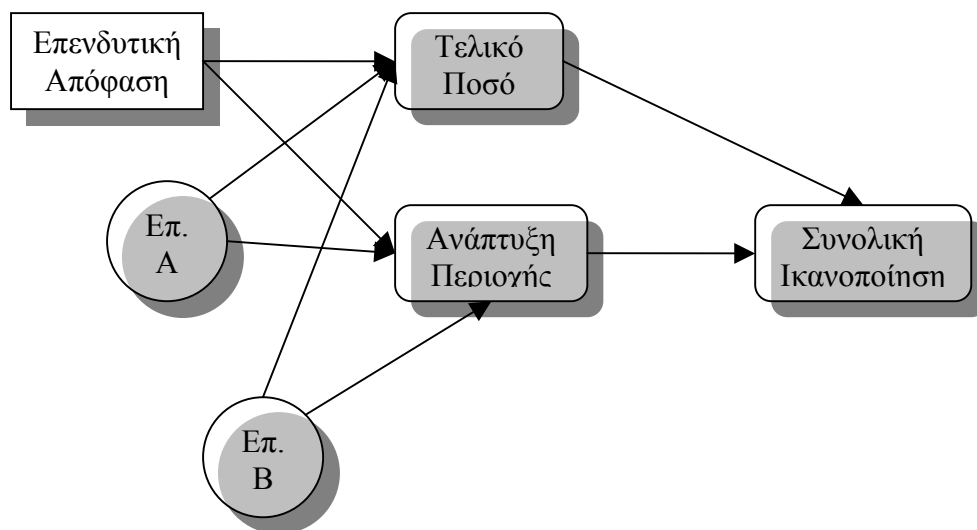 Επενδυτική
Απόφαση
Τελικό
Ποσό
Επ.
Α
Ανάπτυξη
Περιοχής
Συνολική
Ικανοποίηση
Επ.
Β